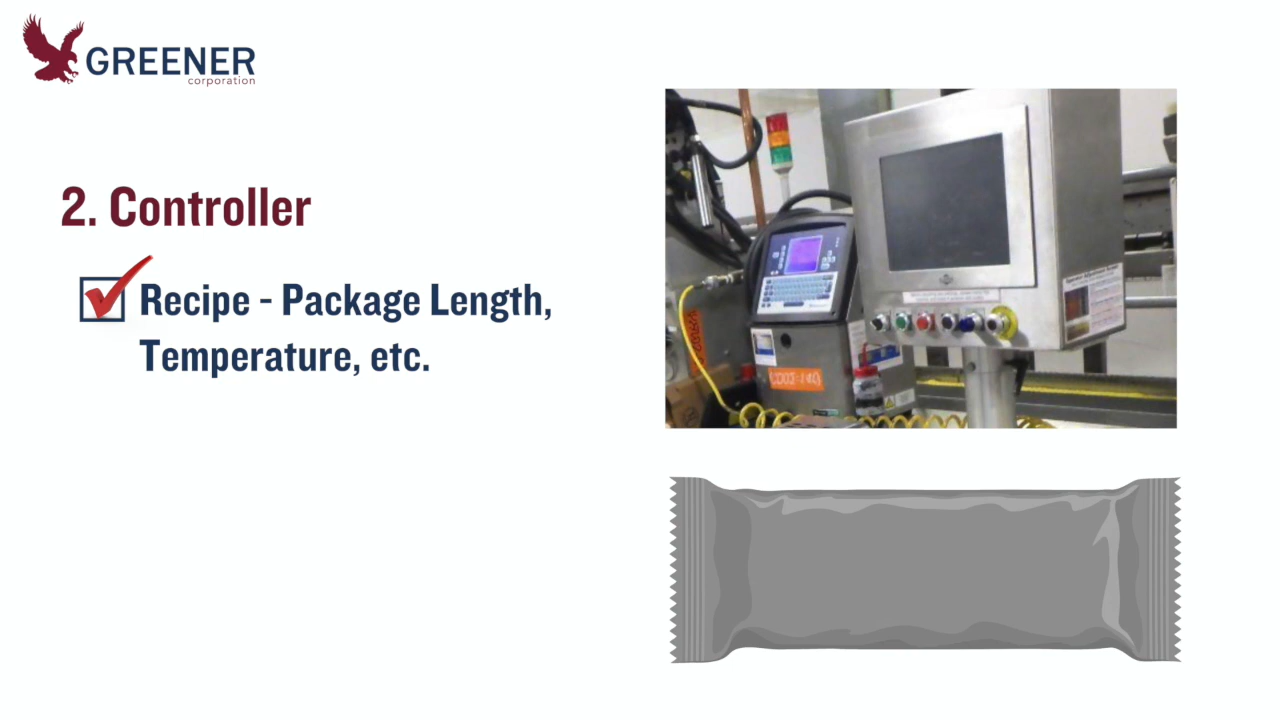 GREENER
corporation
2. Controller
Recipe - Package Length,
Temperature, etc.